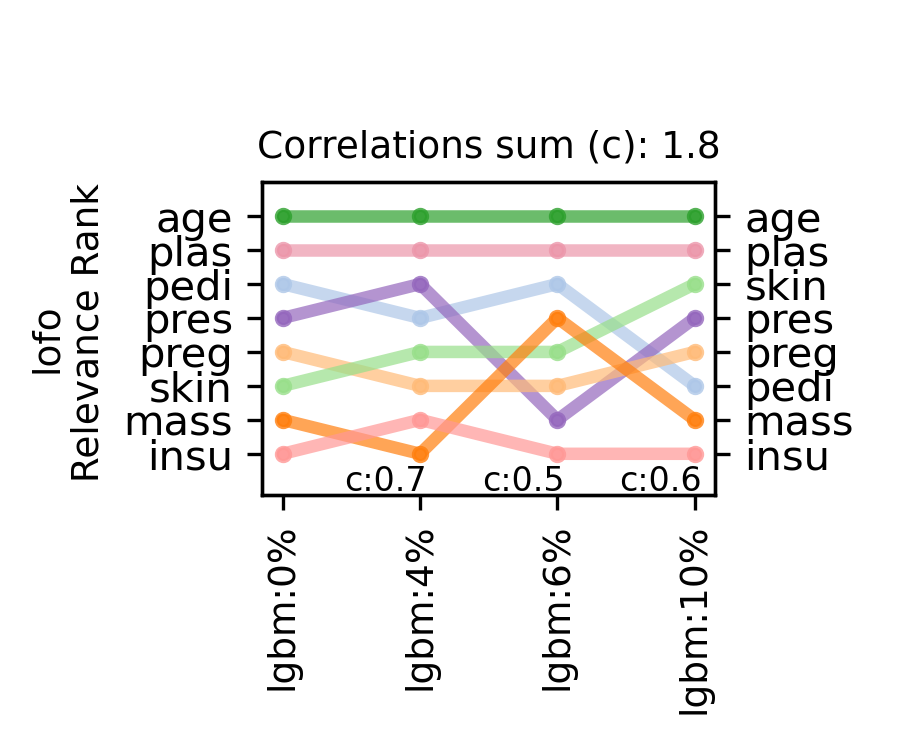 Correlations sum (c): 1.8
lofo
Relevance Rank
age
plas
pedi
pres
preg
skin
mass
insu
age
plas
skin
pres
preg
pedi
mass
insu
c:0.7
c:0.5
c:0.6
lgbm:0%
lgbm:4%
lgbm:6%
lgbm:10%